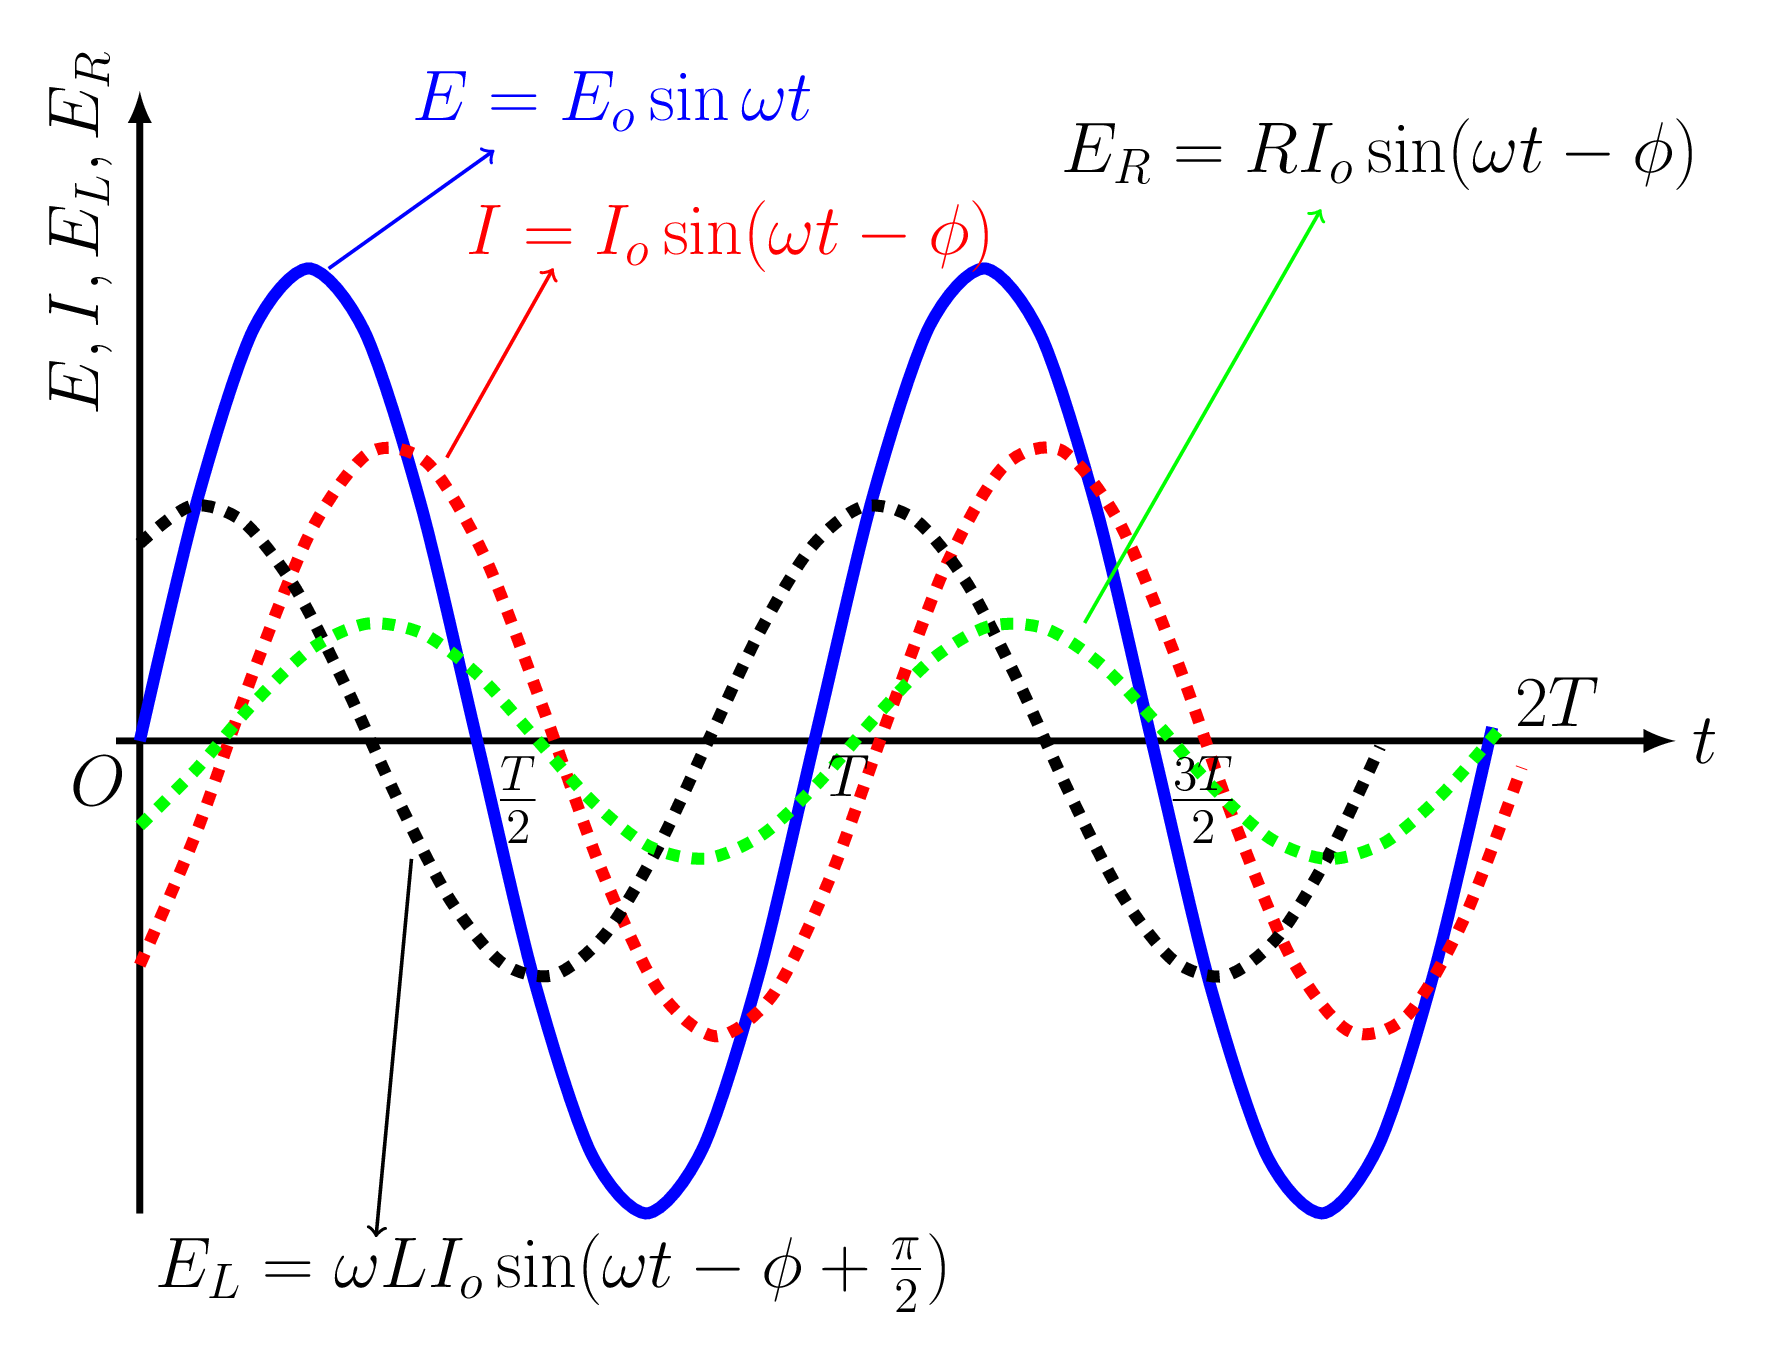 E, I, E_L, E_R
E = E_o sin ωt
E_R = RI_o sin(ωt − ϕ)
I = I_o sin(ωt − ϕ)
2T
t
O
T/2
T
3T/2
E_L = ωLI_o sin(ωt − ϕ + π/2)